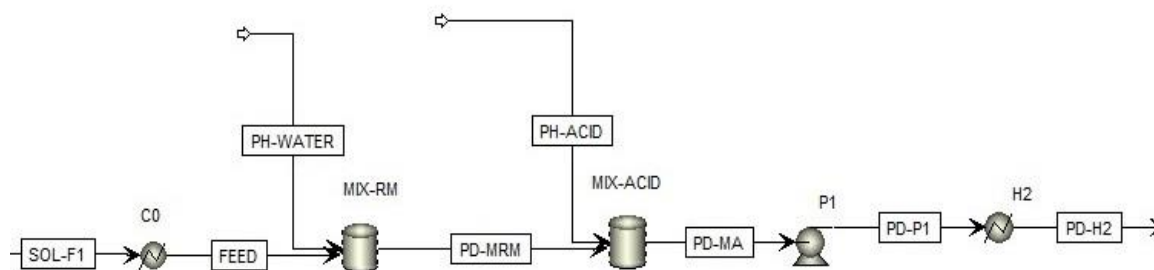 PH-WATER
PH-ACID
MIX-RM
MIX-ACID
C0
P1
H2
SOL-F1
FEED
PD-MRM
PD-MA
PD-P1
PD-H2